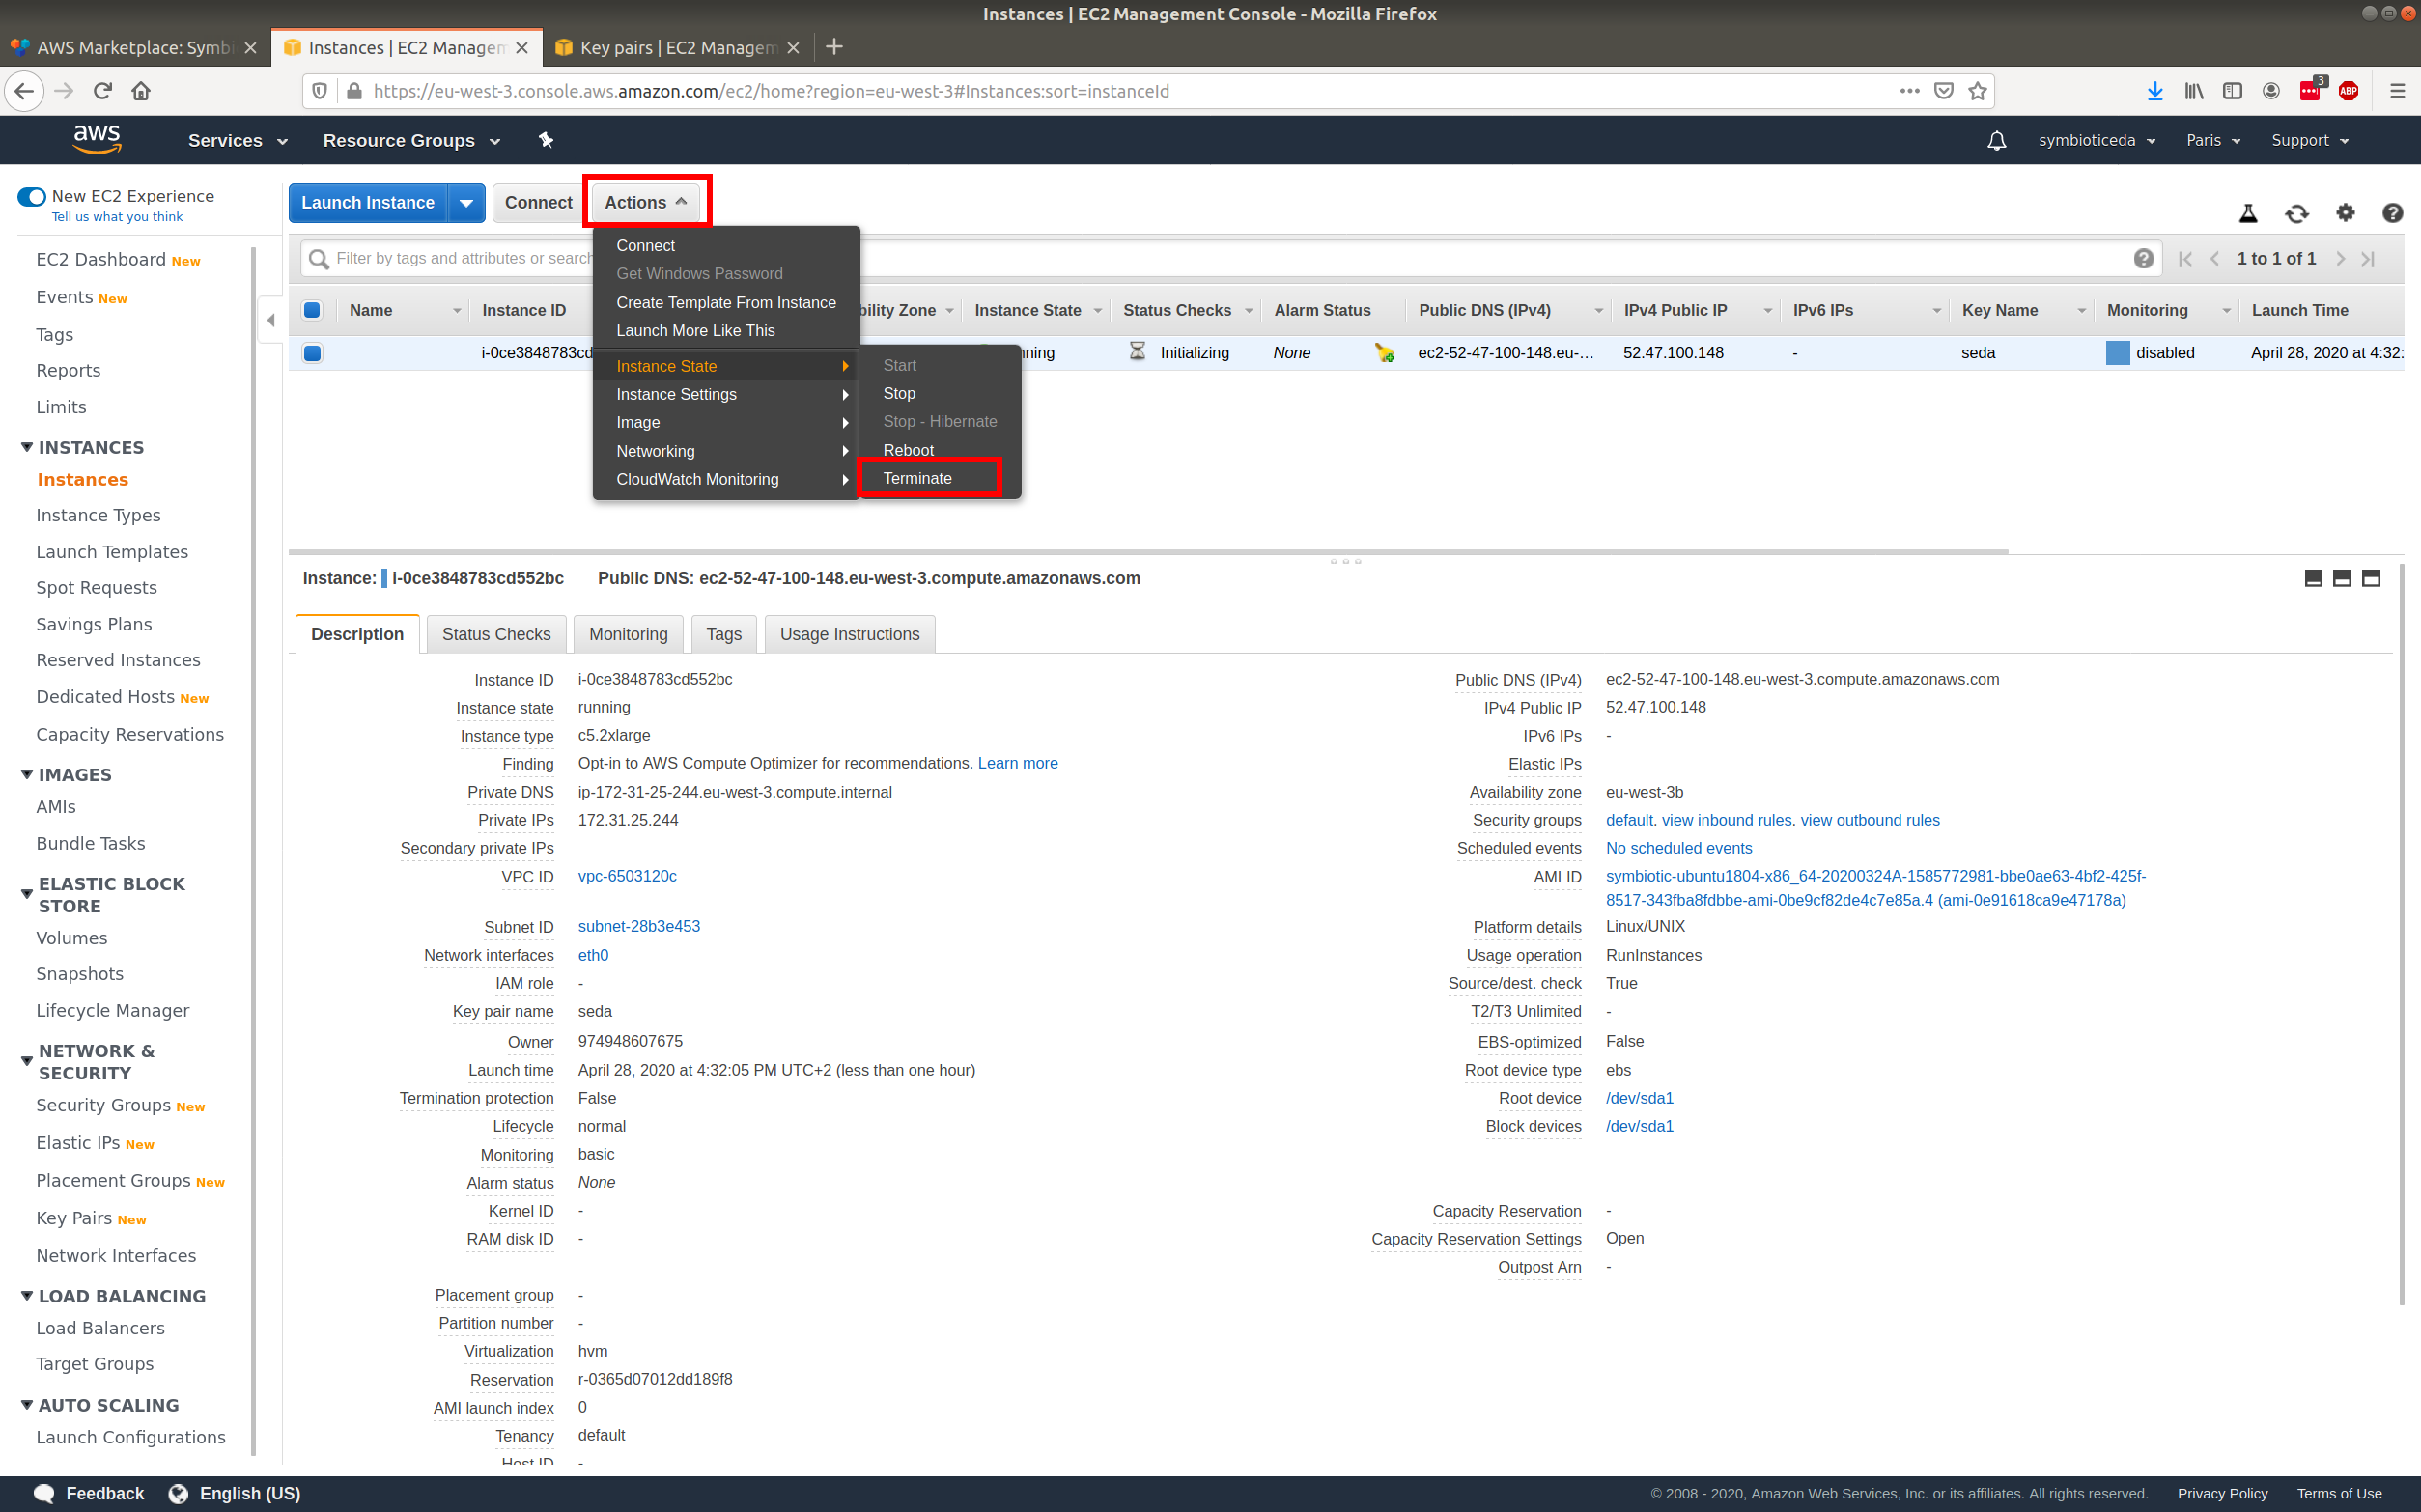 Instances | EC2 Management Console - Mozilla Firefox
AWS Marketplace: Symbi
Instances | EC2 Managem
Key pairs | EC2 Managem
https://eu-west-3.console.aws.amazon.com/ec2/home?region=eu-west-3#Instances:sort=instanceId
3
ABP
aws
Services
Resource Groups
symbioticeda
Paris
Support
New EC2 Experience
Tell us what you think
EC2 Dashboard New
Events New
Tags
Reports
Limits
INSTANCES
Instances
Instance Types
Launch Templates
Spot Requests
Savings Plans
Reserved Instances
Dedicated Hosts New
Capacity Reservations
IMAGES
AMIs
Bundle Tasks
ELASTIC BLOCK
STORE
Volumes
Snapshots
Lifecycle Manager
NETWORK &
SECURITY
Security Groups New
Elastic IPs New
Placement Groups New
Key Pairs New
Network Interfaces
LOAD BALANCING
Load Balancers
Target Groups
AUTO SCALING
Launch Configurations
Launch Instance
Connect
Actions
Filter by tags and attributes or search
1 to 1 of 1
Name
Instance ID
bility Zone
Instance State
Status Checks
Alarm Status
Public DNS (IPv4)
IPv4 Public IP
IPv6 IPs
Key Name
Monitoring
Launch Time
i-0ce3848783cd
nning
Initializing
None
ec2-52-47-100-148.eu-...
52.47.100.148
-
seda
disabled
April 28, 2020 at 4:32:
Connect
Get Windows Password
Create Template From Instance
Launch More Like This
Instance State
Instance Settings
Image
Networking
CloudWatch Monitoring
Start
Stop
Stop - Hibernate
Reboot
Terminate
Instance: i-0ce3848783cd552bc Public DNS: ec2-52-47-100-148.eu-west-3.compute.amazonaws.com
Description
Status Checks
Monitoring
Tags
Usage Instructions
Instance ID i-0ce3848783cd552bc
Instance state running
Instance type c5.2xlarge
Finding Opt-in to AWS Compute Optimizer for recommendations. Learn more
Private DNS ip-172-31-25-244.eu-west-3.compute.internal
Private IPs 172.31.25.244
Secondary private IPs
VPC ID vpc-6503120c
Subnet ID subnet-28b3e453
Network interfaces eth0
IAM role -
Key pair name seda
Owner 974948607675
Launch time April 28, 2020 at 4:32:05 PM UTC+2 (less than one hour)
Termination protection False
Lifecycle normal
Monitoring basic
Alarm status None
Kernel ID -
RAM disk ID -
Placement group -
Partition number -
Virtualization hvm
Reservation r-0365d07012dd189f8
AMI launch index 0
Tenancy default
Host ID -
Public DNS (IPv4) ec2-52-47-100-148.eu-west-3.compute.amazonaws.com
IPv4 Public IP 52.47.100.148
IPv6 IPs -
Elastic IPs
Availability zone eu-west-3b
Security groups default. view inbound rules. view outbound rules
Scheduled events No scheduled events
AMI ID symbiotic-ubuntu1804-x86_64-20200324A-1585772981-bbe0ae63-4bf2-425f-
8517-343fba8fdbbe-ami-0be9cf82de4c7e85a.4 (ami-0e91618ca9e47178a)
Platform details Linux/UNIX
Usage operation RunInstances
Source/dest. check True
T2/T3 Unlimited -
EBS-optimized False
Root device type ebs
Root device /dev/sda1
Block devices /dev/sda1
Capacity Reservation -
Capacity Reservation Settings Open
Outpost Arn -
Feedback
English (US)
© 2008 - 2020, Amazon Web Services, Inc. or its affiliates. All rights reserved.
Privacy Policy
Terms of Use